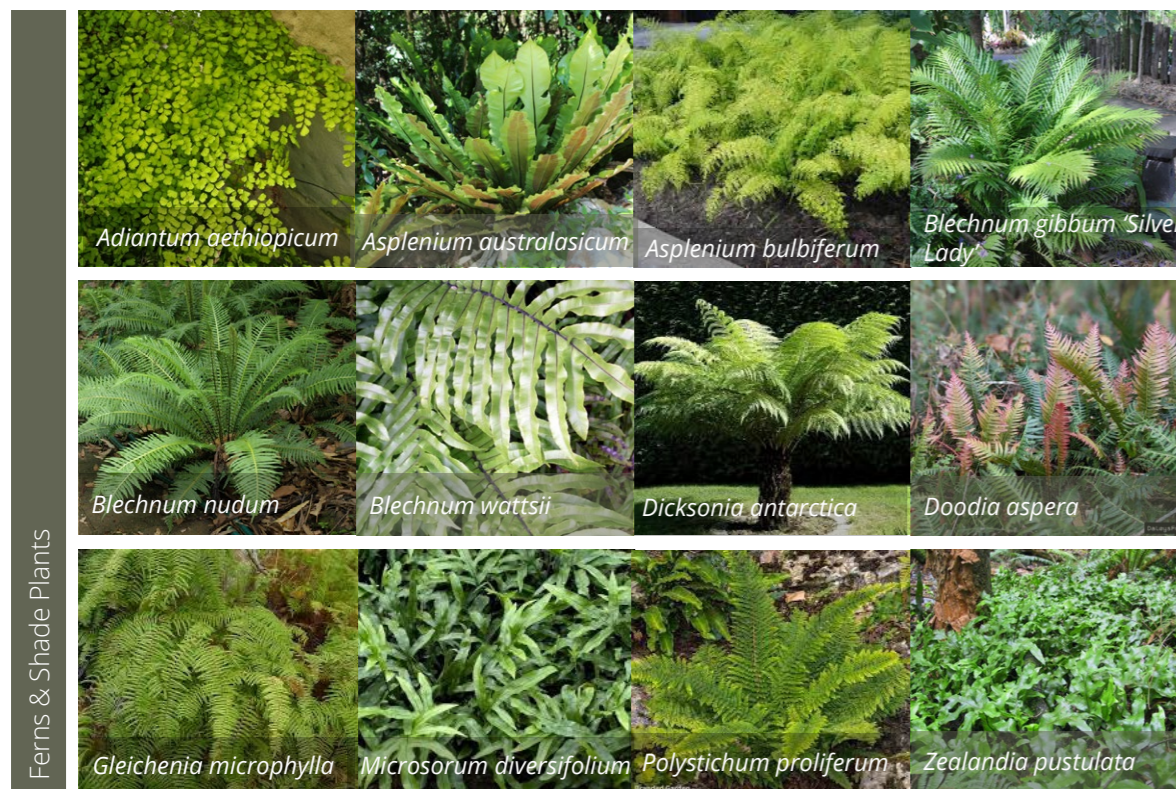 Ferns & Shade Plants
Adiantum aethiopicum
Asplenium australasicum
Asplenium bulbiferum
Blechnum gibbum ‘Silve
Lady’
Blechnum nudum
Blechnum wattsii
Dicksonia antarctica
Doodia aspera
Gleichenia microphylla
Microsorum diversifolium
Polystichum proliferum
Zealandia pustulata